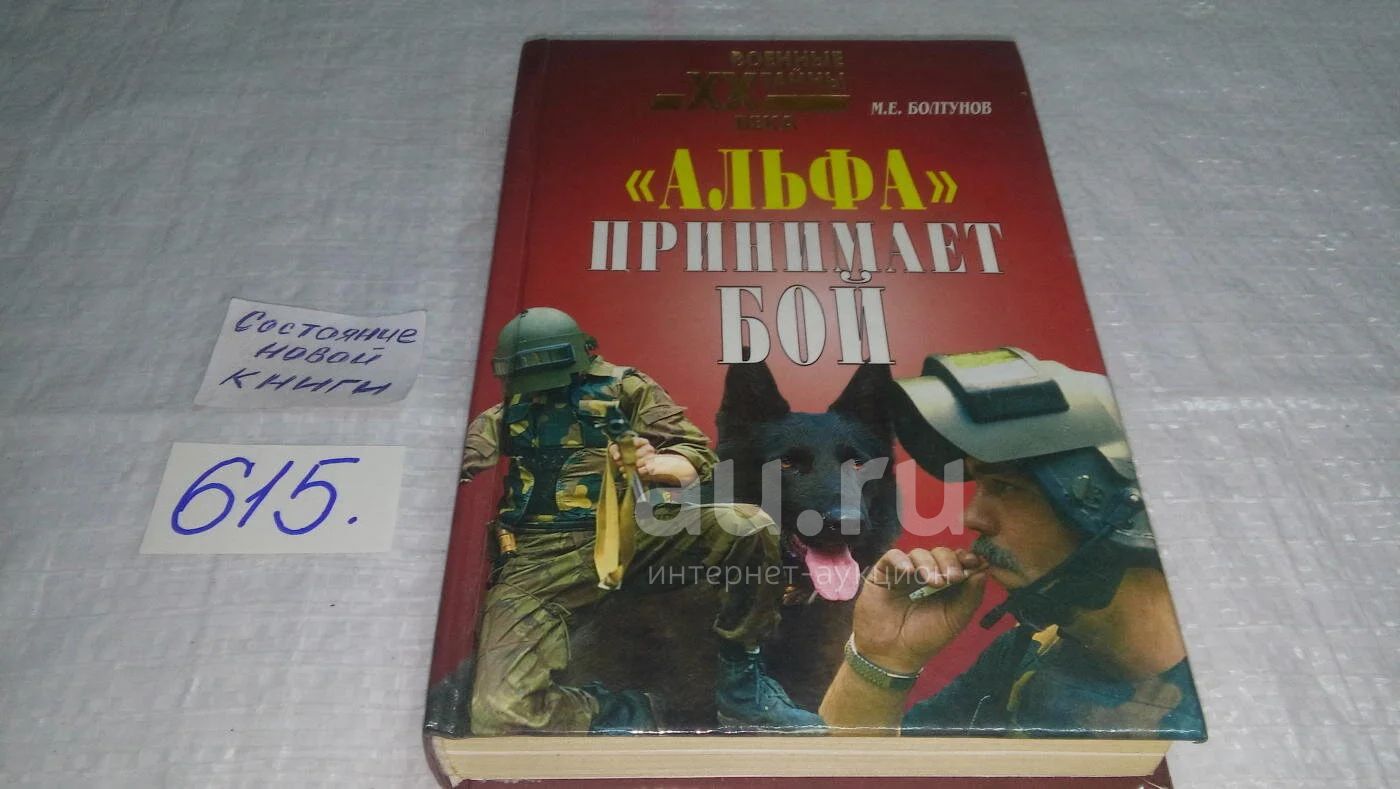 ВОЕННЫЕ
XX ТАЙНЫ
ВЕКА
М.Е. БОЛТУНОВ
«АЛЬФА»
ПРИНИМАЕТ
БОЙ
Состояние
новой
книги
615.
au.ru
интернет-аукцион